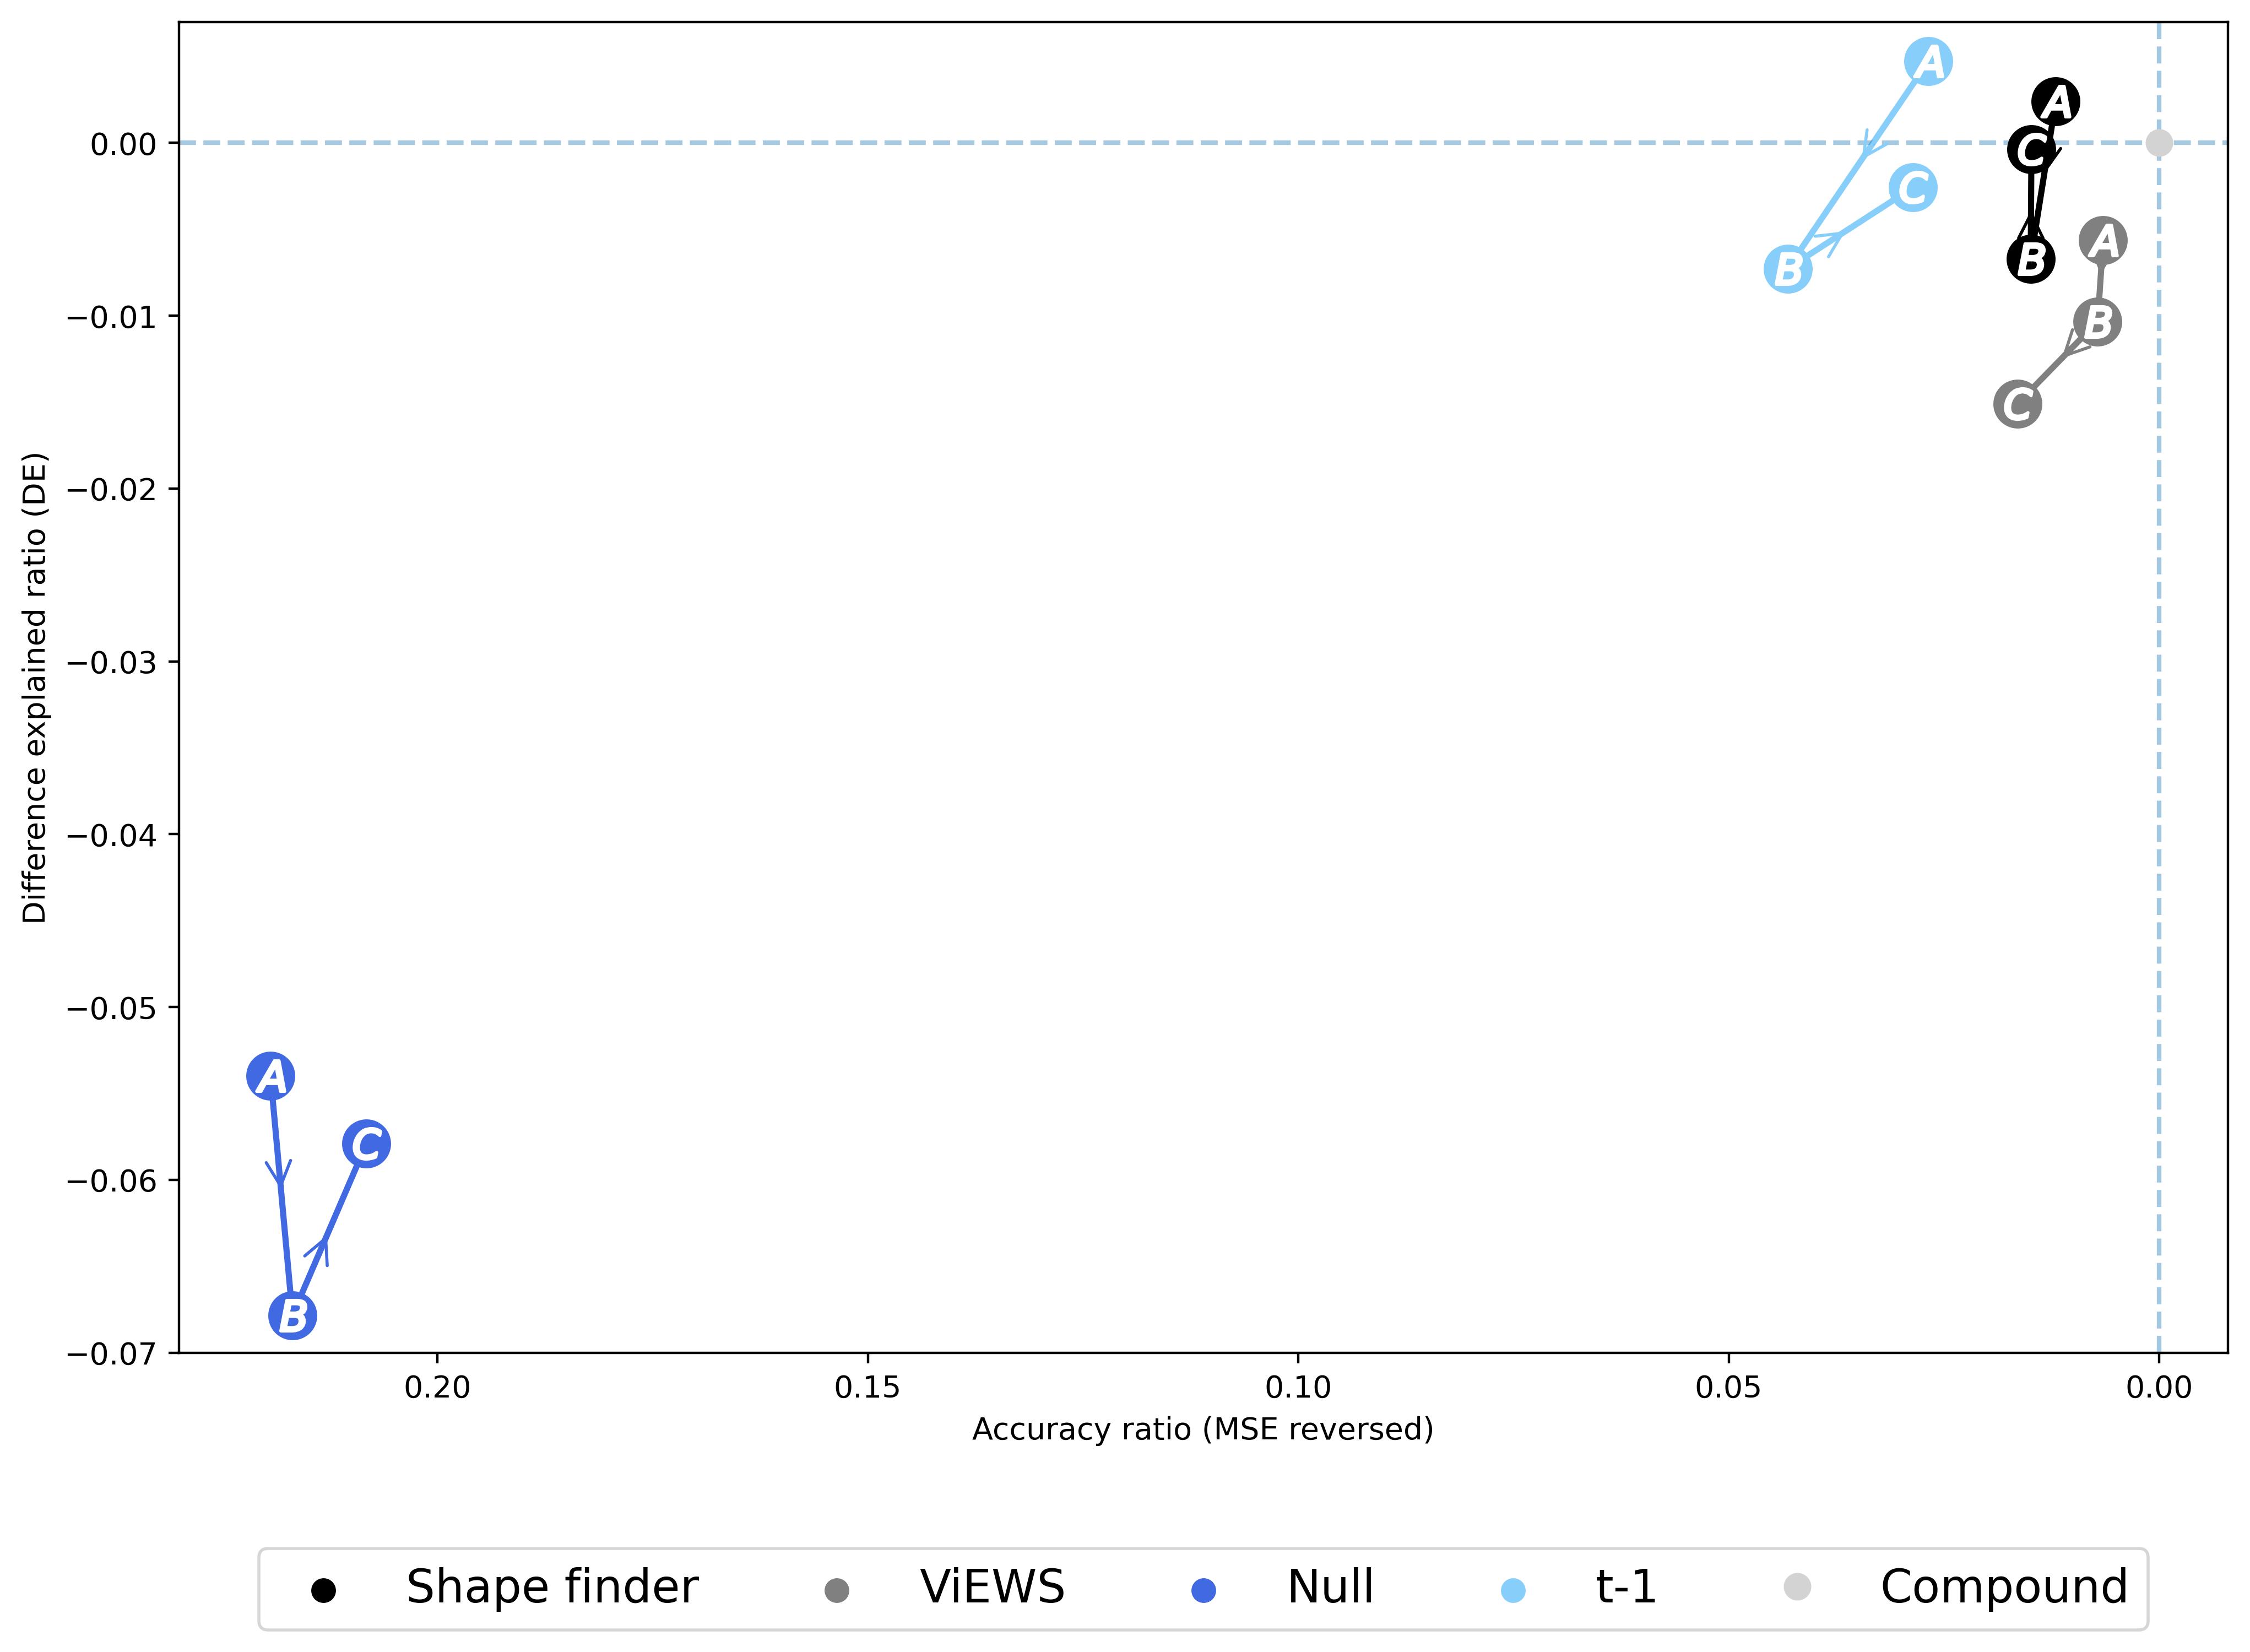 A
A
0.00
C
C
A
B
B
−0.01
B
C
−0.02
−0.03
Difference explained ratio (DE)
−0.04
−0.05
A
C
−0.06
B
−0.07
0.20 0.15 0.10 0.05 0.00
Accuracy ratio (MSE reversed)
Shape finder ViEWS Null t-1 Compound